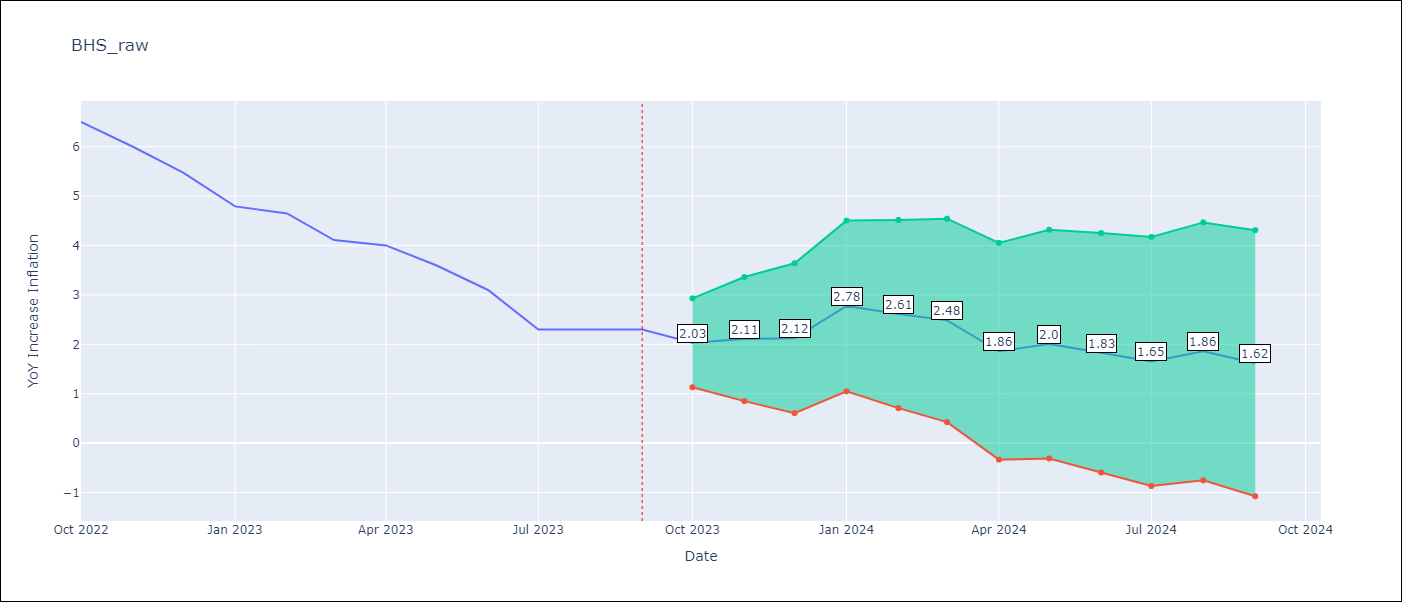 BHS_raw
YoY Increase Inflation
6
5
4
3
2
1
0
−1
2.03
2.11
2.12
2.78
2.61
2.48
1.86
2.0
1.83
1.65
1.86
1.62
Oct 2022
Jan 2023
Apr 2023
Jul 2023
Oct 2023
Jan 2024
Apr 2024
Jul 2024
Oct 2024
Date